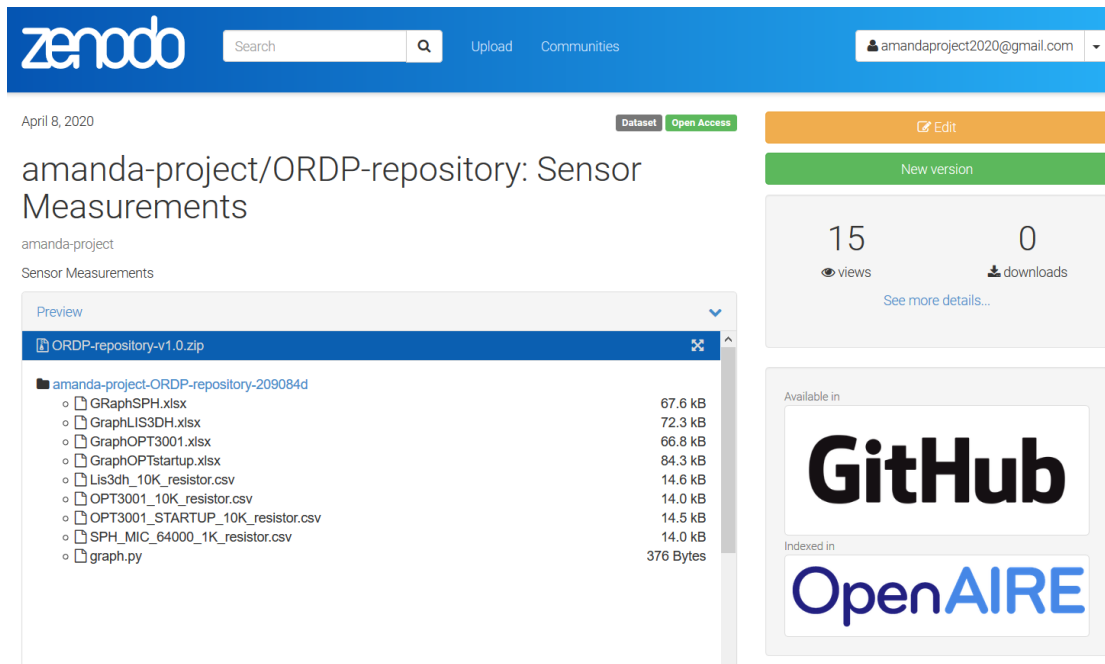 zenodo
Search
Upload
Communities
amandaproject2020@gmail.com
April 8, 2020
Dataset
Open Access
amanda-project/ORDP-repository: Sensor
Measurements
amanda-project
Sensor Measurements
Preview
ORDP-repository-v1.0.zip
amanda-project-ORDP-repository-209084d
GRaphSPH.xlsx 67.6 kB
GraphLIS3DH.xlsx 72.3 kB
GraphOPT3001.xlsx 66.8 kB
GraphOPTstartup.xlsx 84.3 kB
Lis3dh_10K_resistor.csv 14.6 kB
OPT3001_10K_resistor.csv 14.0 kB
OPT3001_STARTUP_10K_resistor.csv 14.5 kB
SPH_MIC_64000_1K_resistor.csv 14.0 kB
graph.py 376 Bytes
Edit
New version
15 0
views downloads
See more details...
Available in
GitHub
Indexed in
OpenAIRE